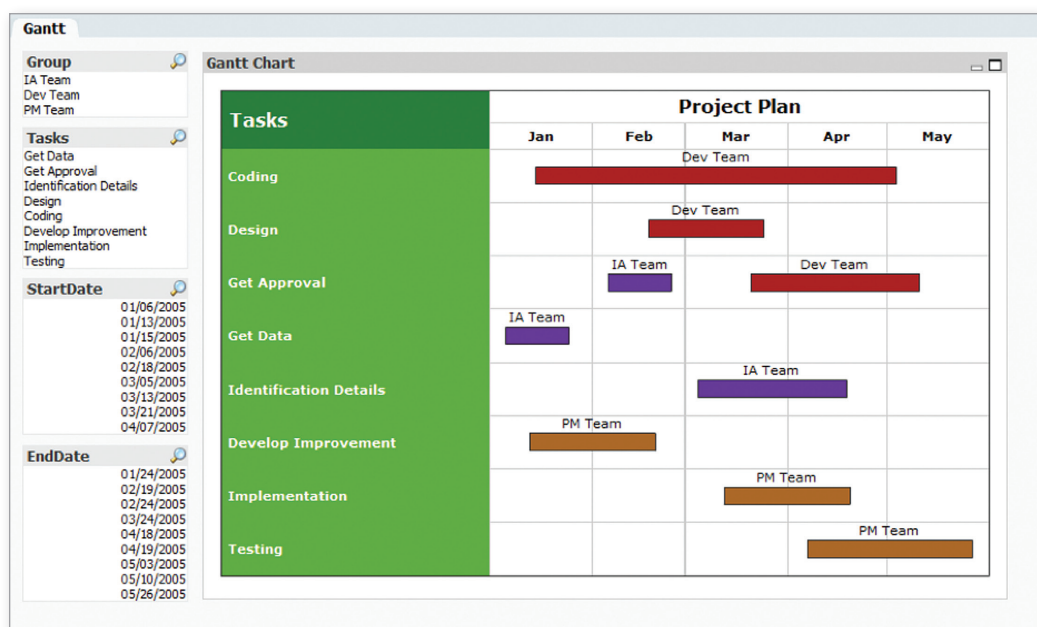 Gantt
Group
IA Team
Dev Team
PM Team
Tasks
Get Data
Get Approval
Identification Details
Design
Coding
Develop Improvement
Implementation
Testing
StartDate
01/06/2005
01/13/2005
01/15/2005
02/06/2005
02/18/2005
03/05/2005
03/13/2005
03/21/2005
04/07/2005
EndDate
01/24/2005
02/19/2005
02/24/2005
03/24/2005
04/18/2005
04/19/2005
05/03/2005
05/10/2005
05/26/2005
Gantt Chart
Tasks
Project Plan
Jan Feb Mar Apr May
Dev Team
Coding
Dev Team
Design
IA Team Dev Team
Get Approval
IA Team
Get Data
IA Team
Identification Details
PM Team
Develop Improvement
PM Team
Implementation
PM Team
Testing